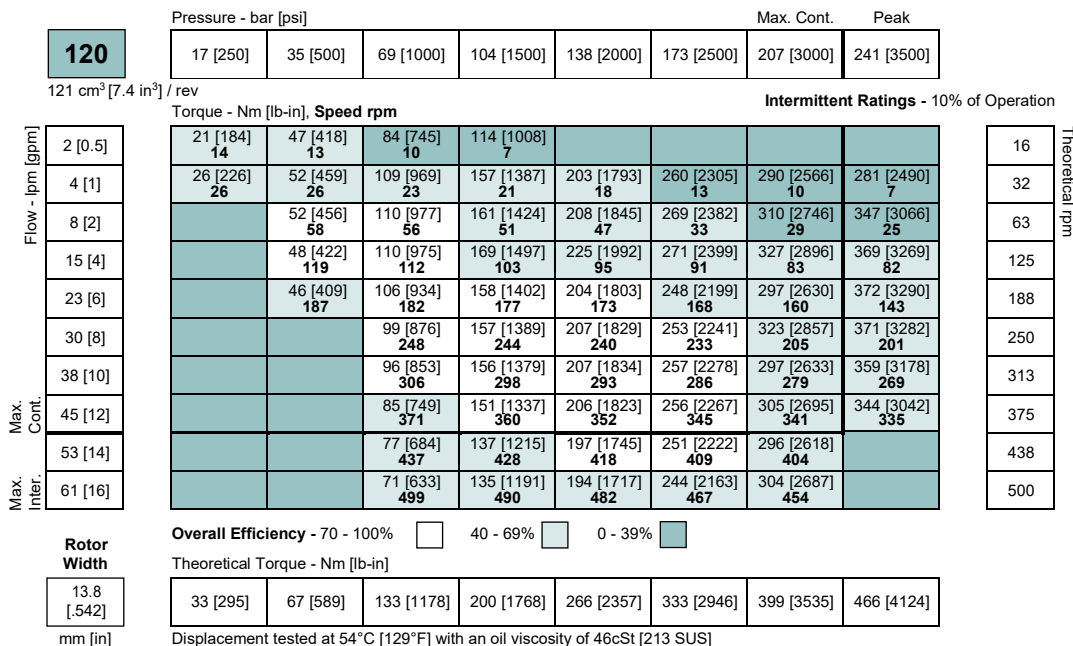 Pressure - bar [psi] Max. Cont. Peak
120 17 [250] 35 [500] 69 [1000] 104 [1500] 138 [2000] 173 [2500] 207 [3000] 241 [3500]
121 cm³ [7.4 in³] / rev
Torque - Nm [lb-in], Speed rpm Intermittent Ratings - 10% of Operation
Flow - lpm [gpm]
Theoretical rpm
2 [0.5] 21 [184] 47 [418] 84 [745] 114 [1008] 16
14 13 10 7
4 [1] 26 [226] 52 [459] 109 [969] 157 [1387] 203 [1793] 260 [2305] 290 [2566] 281 [2490] 32
26 26 23 21 18 13 10 7
8 [2] 52 [456] 110 [977] 161 [1424] 208 [1845] 269 [2382] 310 [2746] 347 [3066] 63
58 56 51 47 33 29 25
15 [4] 48 [422] 110 [975] 169 [1497] 225 [1992] 271 [2399] 327 [2896] 369 [3269] 125
119 112 103 95 91 83 82
23 [6] 46 [409] 106 [934] 158 [1402] 204 [1803] 248 [2199] 297 [2630] 372 [3290] 188
187 182 177 173 168 160 143
30 [8] 99 [876] 157 [1389] 207 [1829] 253 [2241] 323 [2857] 371 [3282] 250
248 244 240 233 205 201
38 [10] 96 [853] 156 [1379] 207 [1834] 257 [2278] 297 [2633] 359 [3178] 313
306 298 293 286 279 269
Max. Cont.
45 [12] 85 [749] 151 [1337] 206 [1823] 256 [2267] 305 [2695] 344 [3042] 375
371 360 352 345 341 335
53 [14] 77 [684] 137 [1215] 197 [1745] 251 [2222] 296 [2618] 438
437 428 418 409 404
Max. Inter.
61 [16] 71 [633] 135 [1191] 194 [1717] 244 [2163] 304 [2687] 500
499 490 482 467 454
Overall Efficiency - 70 - 100% 40 - 69% 0 - 39%
Rotor
Width
Theoretical Torque - Nm [lb-in]
13.8
[.542]
33 [295] 67 [589] 133 [1178] 200 [1768] 266 [2357] 333 [2946] 399 [3535] 466 [4124]
mm [in] Displacement tested at 54°C [129°F] with an oil viscosity of 46cSt [213 SUS]